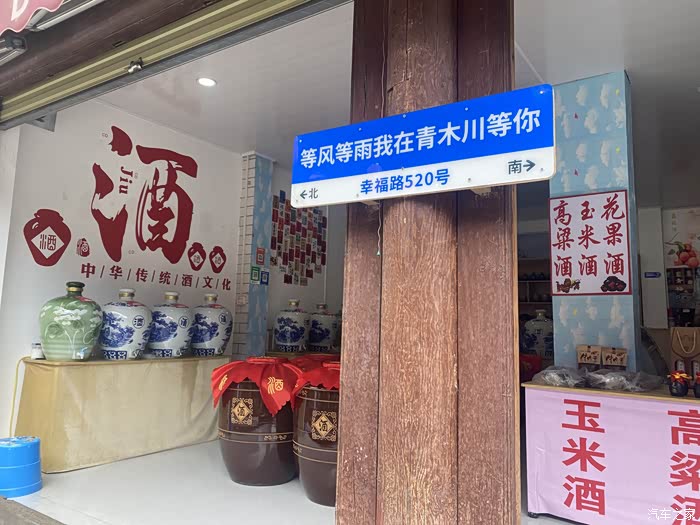 酒
Jiu
酒
酒
中/华/传/统/酒/文/化
等风等雨我在青木川等你
←北
幸福路520号
南→
花果酒
玉米酒
高粱酒
酒
酒
玉米酒
高粱酒
汽车之家